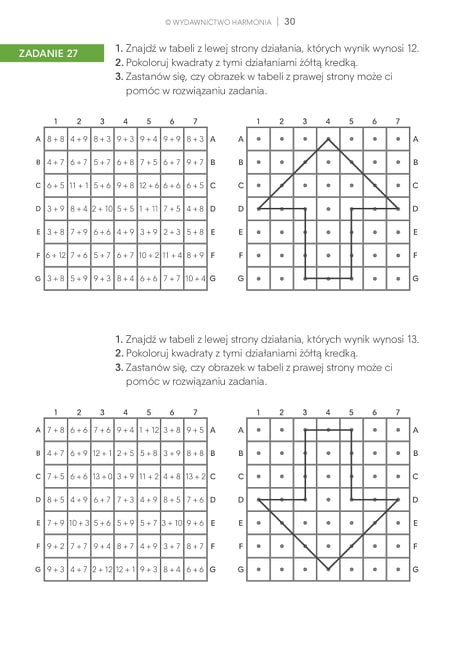 © WYDAWNICTWO HARMONIA | 30
ZADANIE 27
1. Znajdź w tabeli z lewej strony działania, których wynik wynosi 12.
2. Pokoloruj kwadraty z tymi działaniami żółtą kredką.
3. Zastanów się, czy obrazek w tabeli z prawej strony może ci
pomóc w rozwiązaniu zadania.
1 2 3 4 5 6 7 1 2 3 4 5 6 7
A 8 + 8 4 + 9 8 + 3 9 + 3 9 + 4 9 + 9 8 + 3 A A A
B 4 + 7 6 + 7 5 + 7 6 + 8 7 + 5 6 + 7 9 + 7 B B B
C 6 + 5 11 + 1 5 + 6 9 + 8 12 + 6 6 + 6 6 + 5 C C C
D 3 + 9 8 + 4 2 + 10 5 + 5 1 + 11 7 + 5 4 + 8 D D D
E 3 + 8 7 + 9 6 + 6 4 + 9 3 + 9 2 + 3 5 + 8 E E E
F 6 + 12 7 + 6 5 + 7 6 + 7 10 + 2 11 + 4 8 + 9 F F F
G 3 + 8 5 + 9 9 + 3 8 + 4 6 + 6 7 + 7 10 + 4 G G G
1. Znajdź w tabeli z lewej strony działania, których wynik wynosi 13.
2. Pokoloruj kwadraty z tymi działaniami żółtą kredką.
3. Zastanów się, czy obrazek w tabeli z prawej strony może ci
pomóc w rozwiązaniu zadania.
1 2 3 4 5 6 7 1 2 3 4 5 6 7
A 7 + 8 6 + 6 7 + 6 9 + 4 1 + 12 3 + 8 9 + 5 A A A
B 4 + 7 6 + 9 12 + 1 2 + 5 5 + 8 3 + 9 8 + 8 B B B
C 7 + 5 6 + 6 13 + 0 3 + 9 11 + 2 4 + 8 13 + 2 C C C
D 8 + 5 4 + 9 6 + 7 7 + 3 4 + 9 8 + 5 7 + 6 D D D
E 7 + 9 10 + 3 5 + 6 5 + 9 5 + 7 3 + 10 9 + 6 E E E
F 9 + 2 7 + 7 9 + 4 8 + 7 4 + 9 3 + 7 8 + 7 F F F
G 9 + 3 4 + 7 2 + 12 12 + 1 9 + 3 8 + 4 6 + 6 G G G